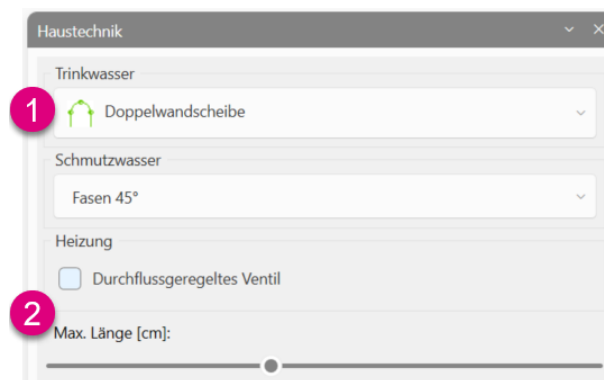 Haustechnik
Trinkwasser
1
Doppelwandscheibe
Schmutzwasser
Fasen 45°
Heizung
Durchflussgeregeltes Ventil
2
Max. Länge [cm]: